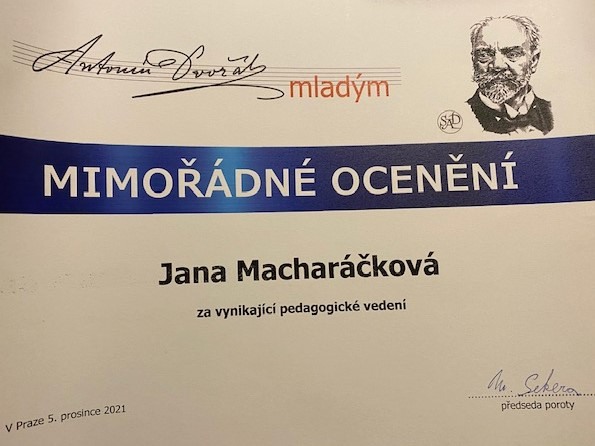 Antonín Dvořák
mladým
MIMOŘÁDNÉ OCENĚNÍ
Jana Macharáčková
za vynikající pedagogické vedení
V Praze 5. prosince 2021
předseda poroty